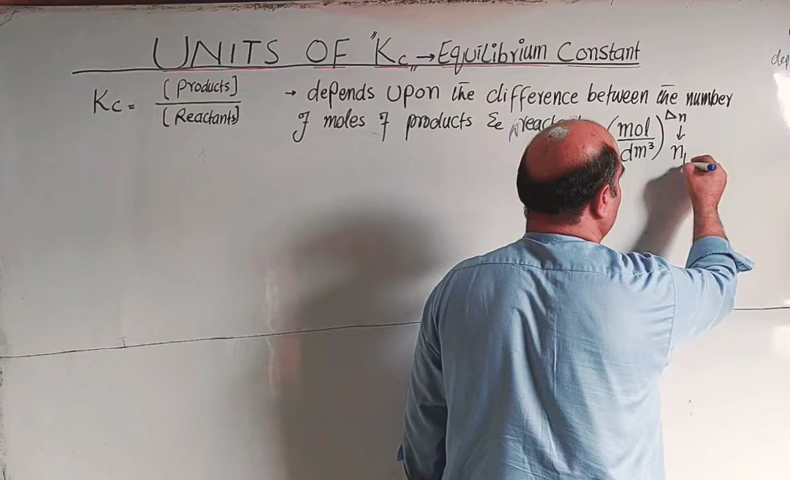 UNITS OF "Kc" → Equilibrium Constant
Kc = [Products] / [Reactants]
→ depends upon the difference between the number
of moles of products &
(mol / dm³)^Δn
↓
n
dep